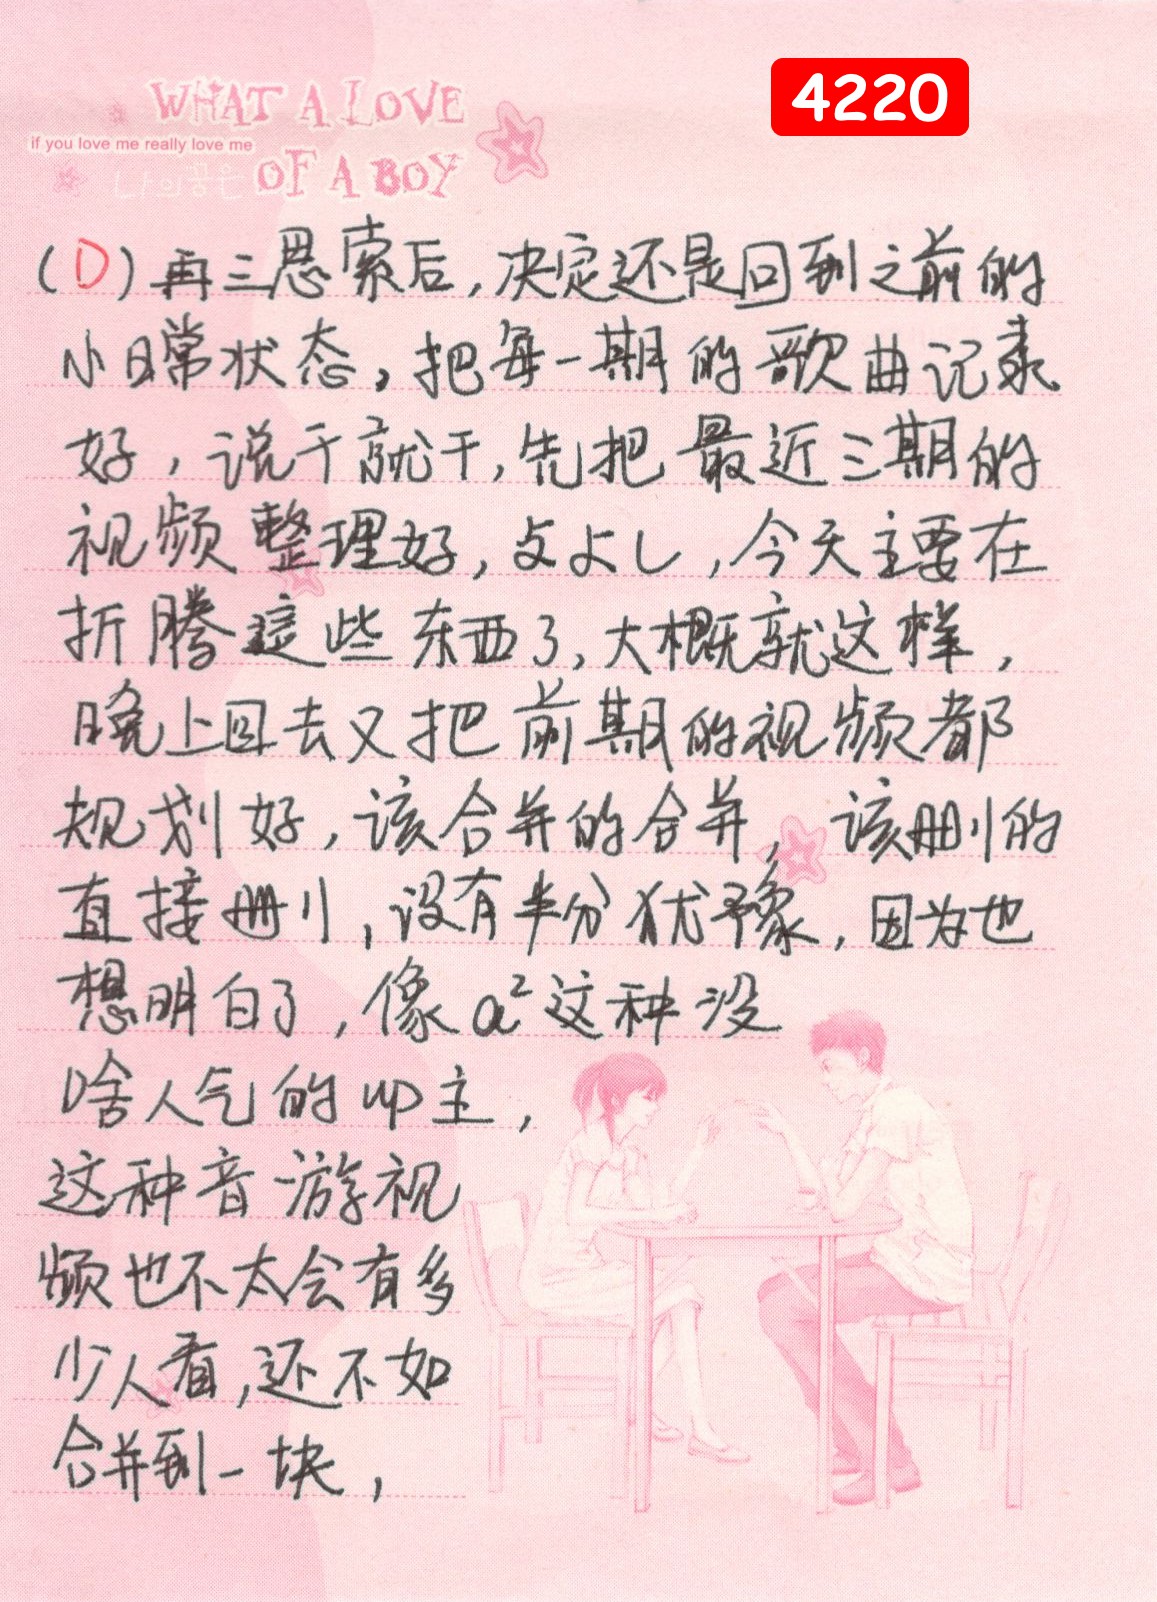 4220
WHAT A LOVE
if you love me really love me
나의꿈은 OF A BOY
(D)再三思索后,决定还是回到之前的
小日常状态,把每一期的歌曲记录
好,说干就干,先把最近三期的
视频整理好,よし,今天主要在
折腾这些东西了,大概就这样,
晚上回去又把前期的视频都
规划好,该合并的合并,该删的
直接删,没有半分犹豫,因为也
想明白了,像a²这种没
啥人气的up主,
这种音游视
频也不太会有多
少人看,还不如
合并到一块,